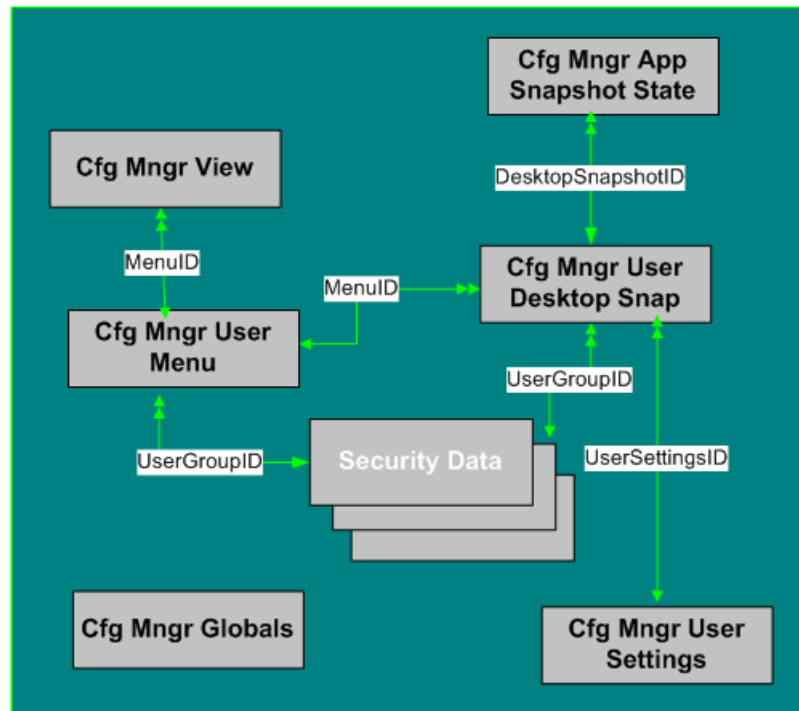 Cfg Mngr App
Snapshot State
Cfg Mngr View
DesktopSnapshotID
MenuID
Cfg Mngr User
Desktop Snap
MenuID
Cfg Mngr User
Menu
UserGroupID
UserGroupID
Security Data
UserSettingsID
Cfg Mngr Globals
Cfg Mngr User
Settings